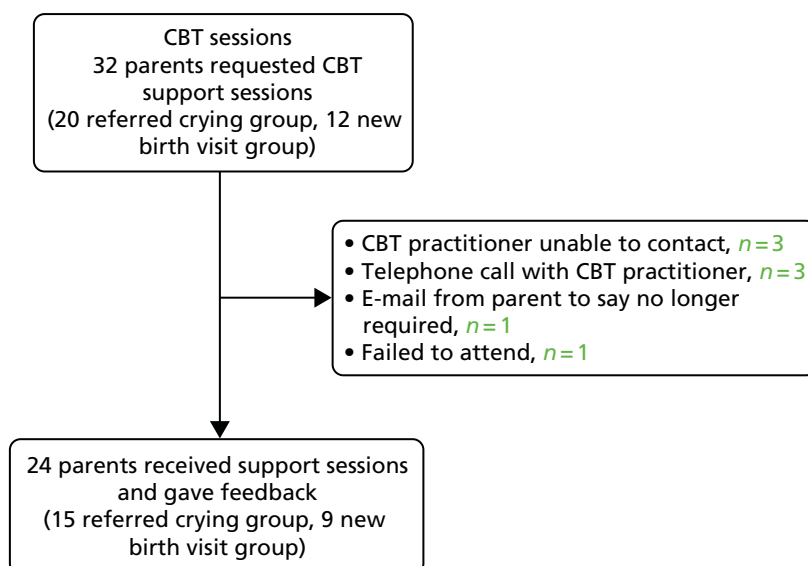 CBT sessions
32 parents requested CBT
support sessions
(20 referred crying group, 12 new
birth visit group)
• CBT practitioner unable to contact, n = 3
• Telephone call with CBT practitioner, n = 3
• E-mail from parent to say no longer
required, n = 1
• Failed to attend, n = 1
24 parents received support sessions
and gave feedback
(15 referred crying group, 9 new
birth visit group)